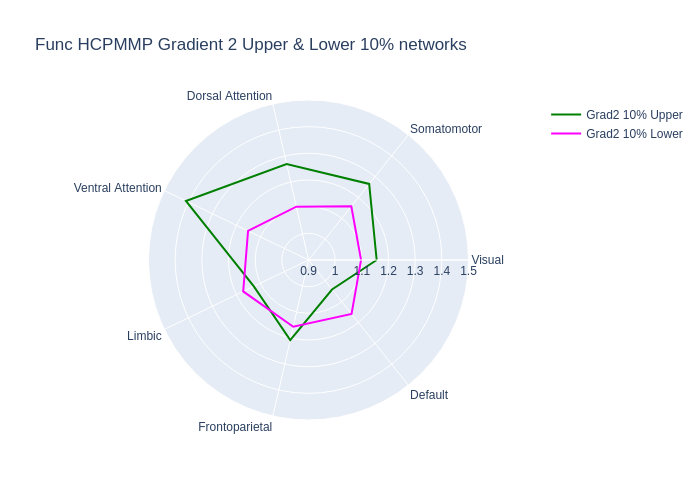 Func HCPMMP Gradient 2 Upper & Lower 10% networks
Dorsal Attention
Somatomotor
Grad2 10% Upper
Grad2 10% Lower
Ventral Attention
Visual
0.9 1 1.1 1.2 1.3 1.4 1.5
Limbic
Default
Frontoparietal